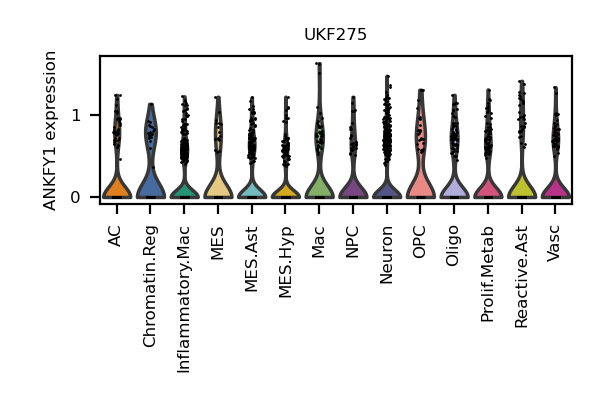 UKF275
ANKFY1 expression
1
0
AC
Chromatin.Reg
Inflammatory.Mac
MES
MES.Ast
MES.Hyp
Mac
NPC
Neuron
OPC
Oligo
Prolif.Metab
Reactive.Ast
Vasc